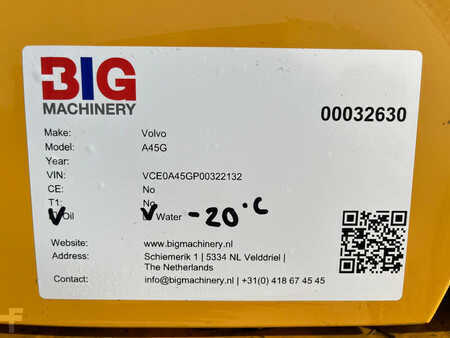 BIG
MACHINERY
00032630
Make: Volvo
Model: A45G
Year:
VIN: VCE0A45GP00322132
CE: No
T1: No
Oil Water -20°C
Website: www.bigmachinery.nl
Address: Schiemerik 1 | 5334 NL Velddriel |
The Netherlands
Contact: info@bigmachinery.nl | +31(0) 418 67 45 45